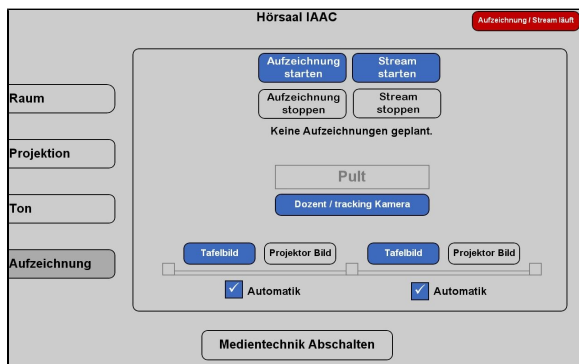 Hörsaal IAAC
Aufzeichnung / Stream läuft
Raum
Projektion
Ton
Aufzeichnung
Aufzeichnung
starten
Stream
starten
Aufzeichnung
stoppen
Stream
stoppen
Keine Aufzeichnungen geplant.
Pult
Dozent / tracking Kamera
Tafelbild
Projektor Bild
Tafelbild
Projektor Bild
Automatik
Automatik
Medientechnik Abschalten